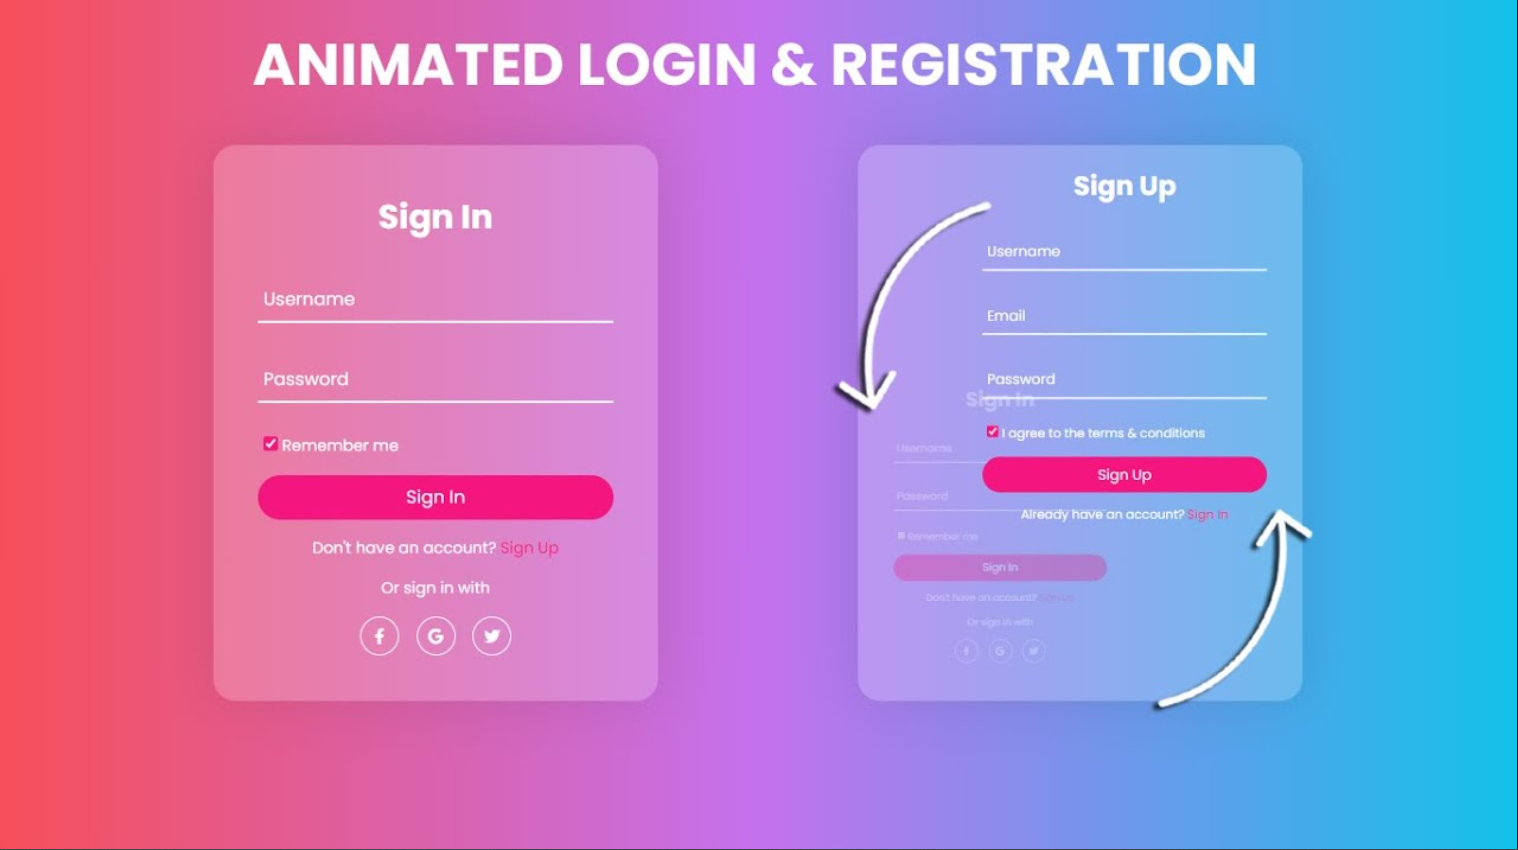 ANIMATED LOGIN & REGISTRATION
Sign In
Username
Password
Remember me
Sign In
Don't have an account? Sign Up
Or sign in with
Sign Up
Username
Email
Password
I agree to the terms & conditions
Sign Up
Already have an account? Sign In
Sign In
Username
Password
Remember me
Sign In
Don't have an account? Sign Up
Or sign in with